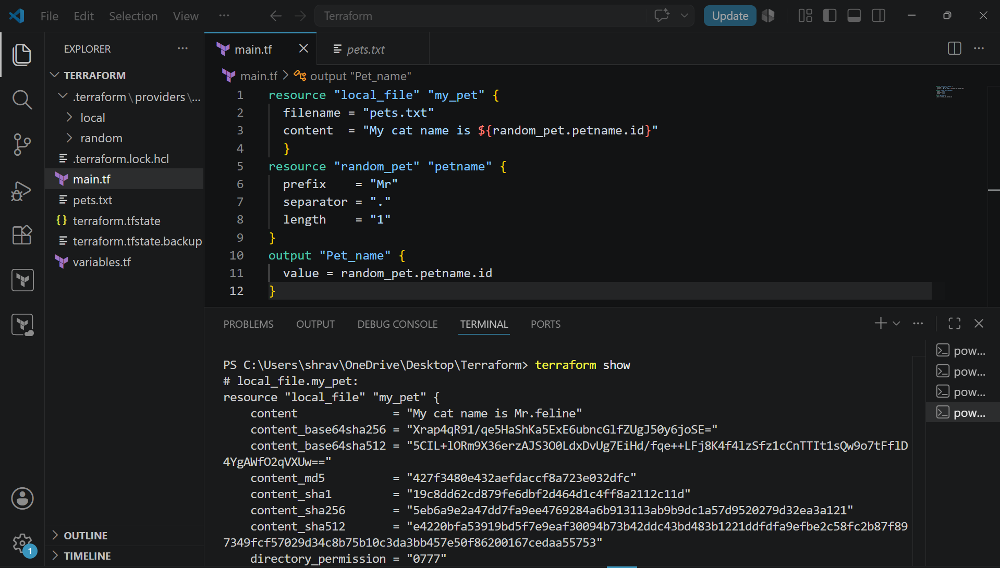 File Edit Selection View ··· Terraform Update
EXPLORER ···
TERRAFORM
.terraform\providers\...
local
random
.terraform.lock.hcl
main.tf
pets.txt
{} terraform.tfstate
terraform.tfstate.backup
variables.tf
OUTLINE
TIMELINE
1
main.tf pets.txt
main.tf > output "Pet_name"
1 resource "local_file" "my_pet" {
2 filename = "pets.txt"
3 content  = "My cat name is ${random_pet.petname.id}"
4 }
5 resource "random_pet" "petname" {
6 prefix    = "Mr"
7 separator = "."
8 length    = "1"
9 }
10 output "Pet_name" {
11 value = random_pet.petname.id
12 }
PROBLEMS OUTPUT DEBUG CONSOLE TERMINAL PORTS
PS C:\Users\shrav\OneDrive\Desktop\Terraform> terraform show
# local_file.my_pet:
resource "local_file" "my_pet" {
    content              = "My cat name is Mr.feline"
    content_base64sha256 = "Xrap4qR91/qe5HaShKa5ExE6ubncGlfZUgJ50y6joSE="
    content_base64sha512 = "5CIL+lORm9X36erzAJS3O0LdxDvUg7EiHd/fqe++LFj8K4f4lzSfz1cCnTTIt1sQw9o7tFflD
4YgAWfO2qVXUw=="
    content_md5          = "427f3480e432aefdaccf8a723e032dfc"
    content_sha1         = "19c8dd62cd879fe6dbf2d464d1c4ff8a2112c11d"
    content_sha256       = "5eb6a9e2a47dd7fa9ee4769284a6b913113ab9b9dc1a57d9520279d32ea3a121"
    content_sha512       = "e4220bfa53919bd5f7e9eaf30094b73b42ddc43bd483b1221ddfdfa9efbe2c58fc2b87f89
7349fcf57029d34c8b75b10c3da3bb457e50f86200167cedaa55753"
    directory_permission = "0777"
pow...
pow...
pow...
pow...